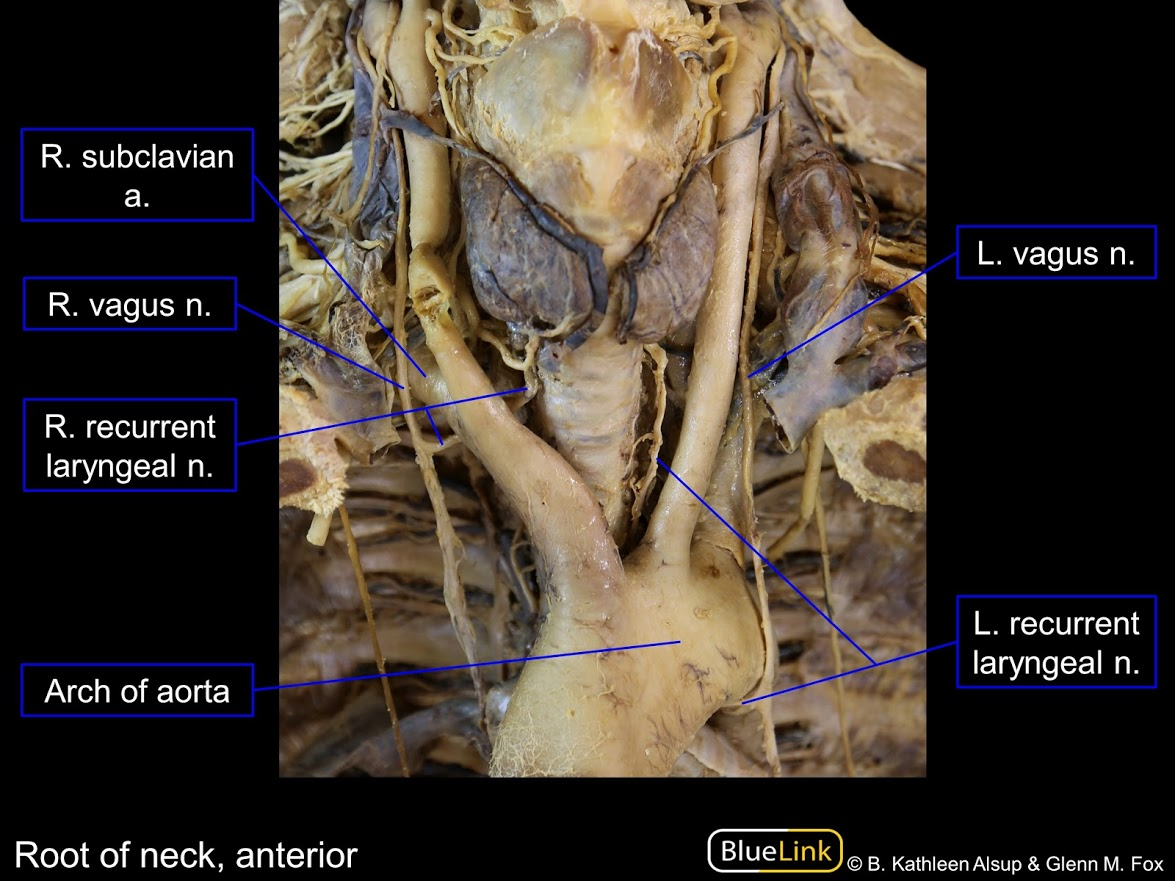 R. subclavian
a.
R. vagus n.
R. recurrent
laryngeal n.
Arch of aorta
L. vagus n.
L. recurrent
laryngeal n.
Root of neck, anterior
BlueLink © B. Kathleen Alsup & Glenn M. Fox